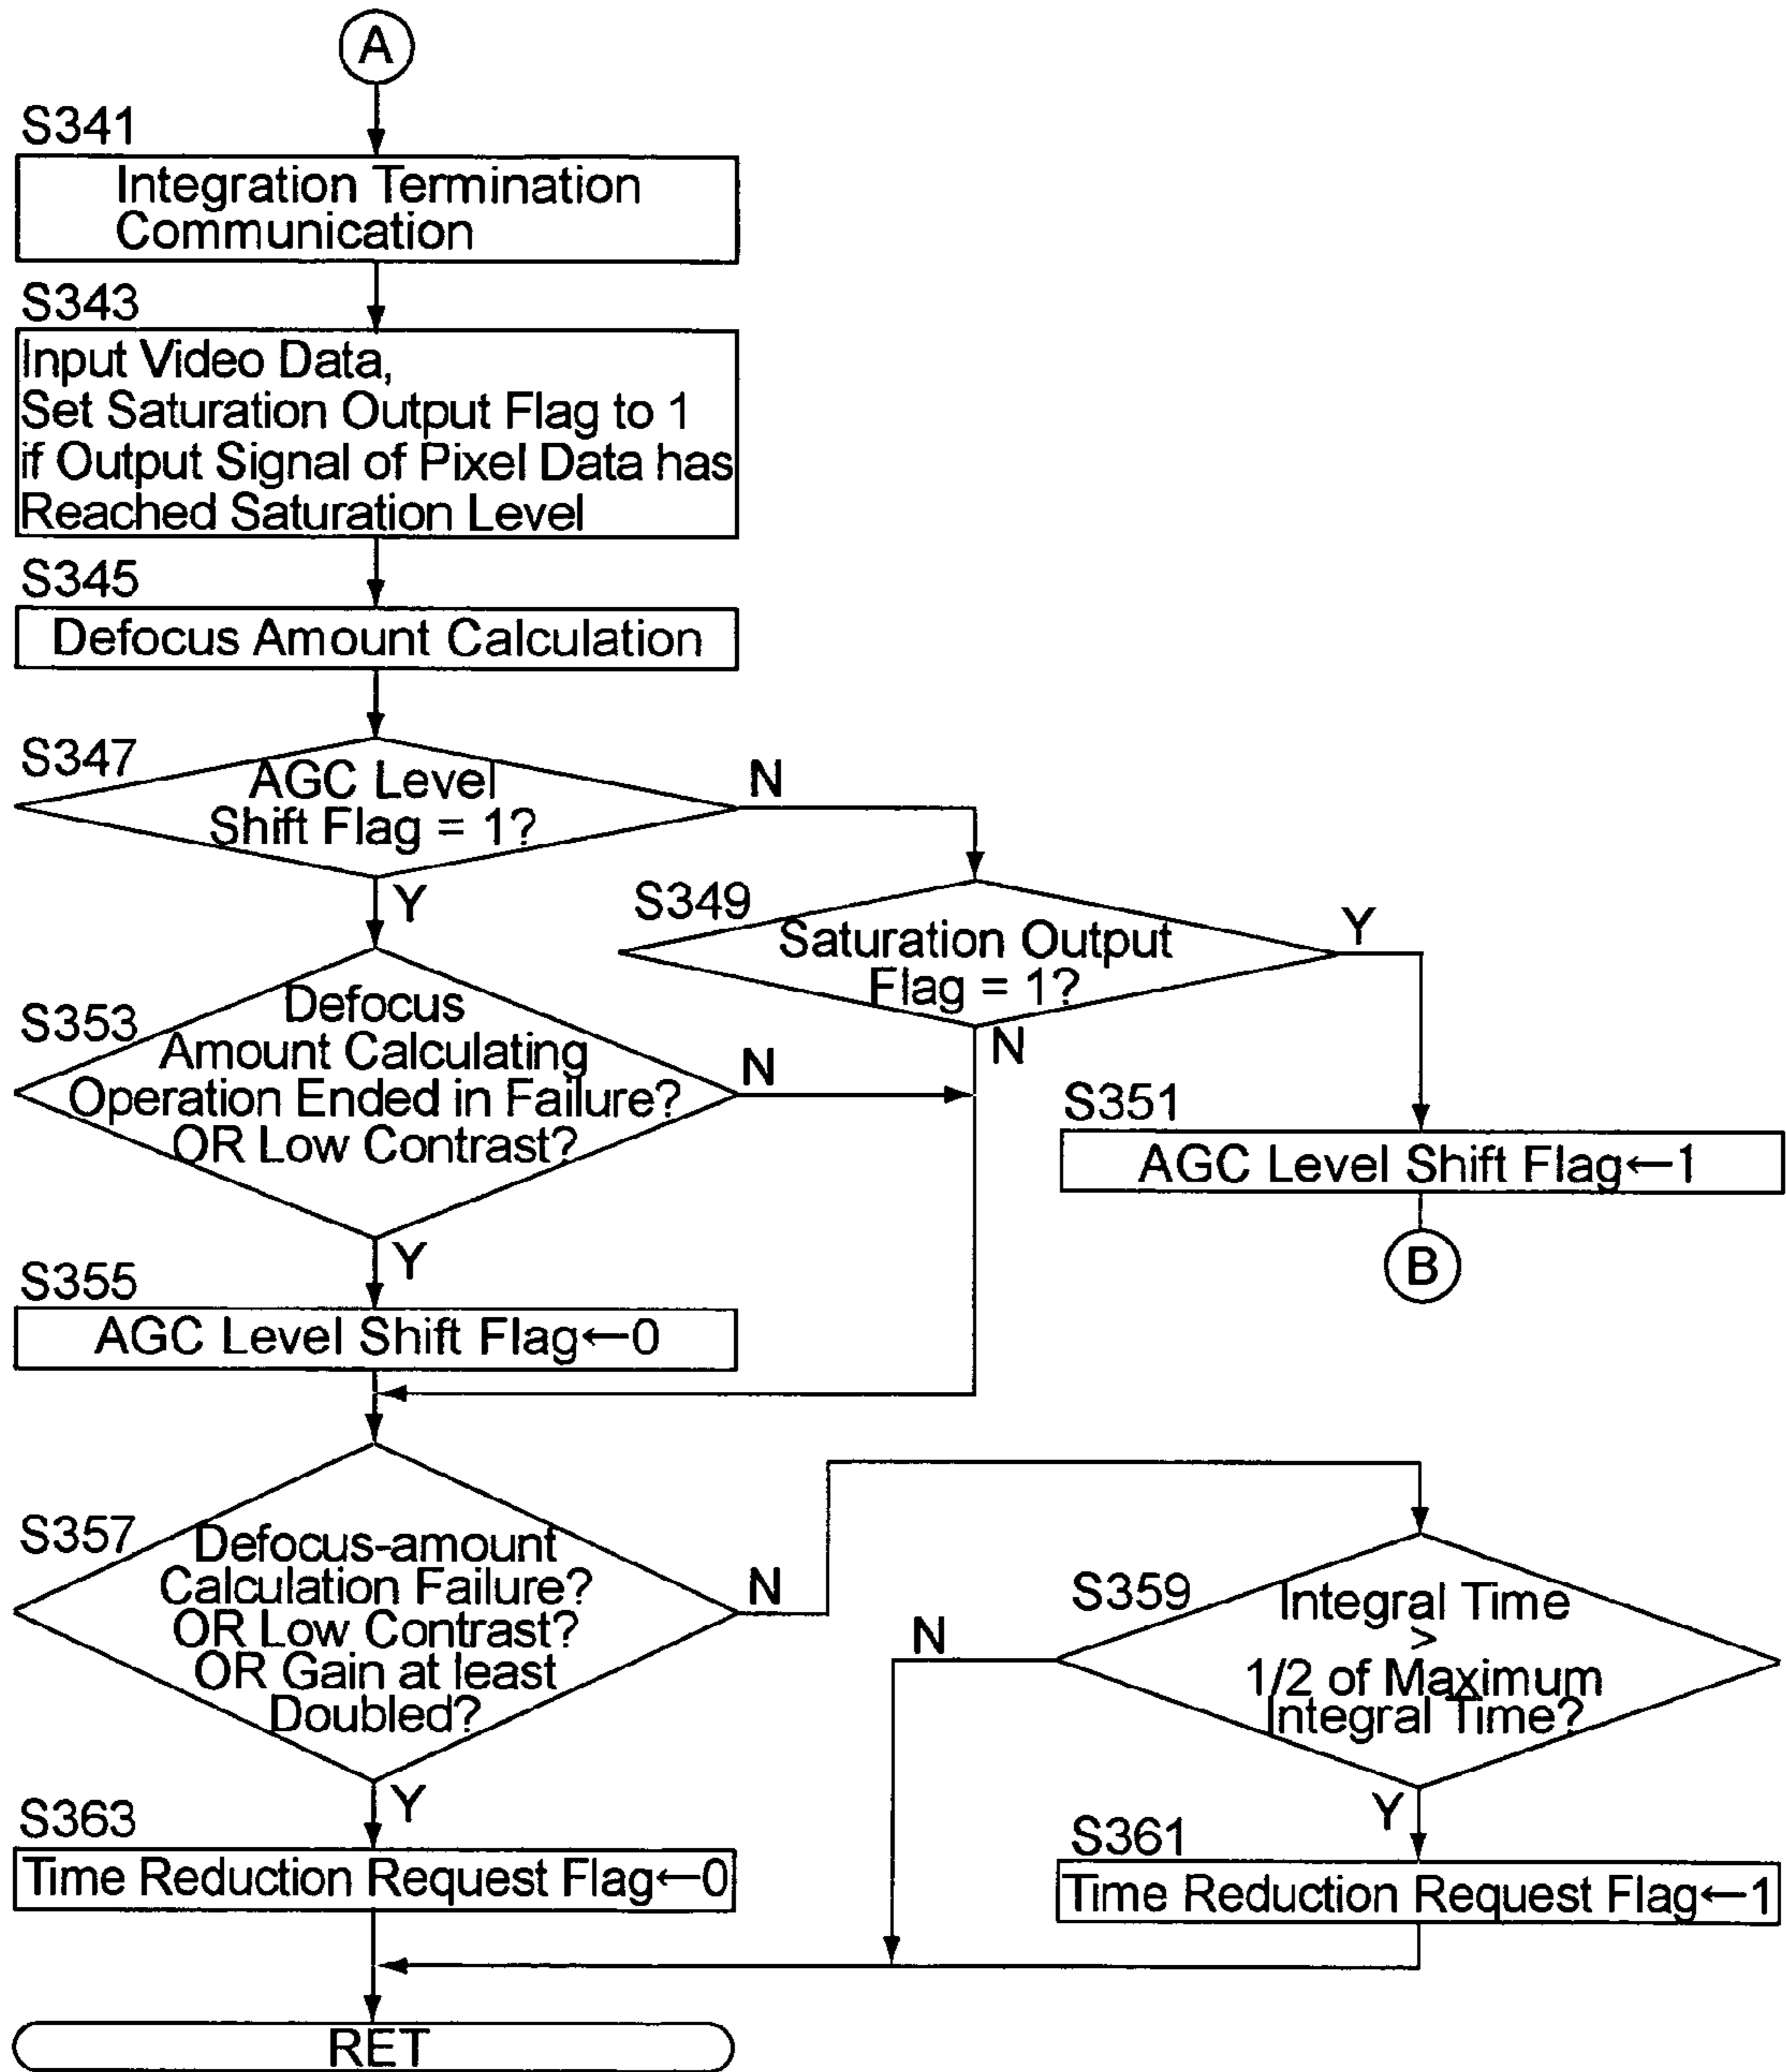 A
S341
Integration Termination
Communication
S343
Input Video Data,
Set Saturation Output Flag to 1
if Output Signal of Pixel Data has
Reached Saturation Level
S345
Defocus Amount Calculation
S347
AGC Level
Shift Flag = 1?
N
Y
S349
Saturation Output
Flag = 1?
Y
N
S351
AGC Level Shift Flag←1
B
S353
Defocus
Amount Calculating
Operation Ended in Failure?
OR Low Contrast?
N
Y
S355
AGC Level Shift Flag←0
S357
Defocus-amount
Calculation Failure?
OR Low Contrast?
OR Gain at least
Doubled?
N
Y
S359
Integral Time
>
1/2 of Maximum
Integral Time?
N
Y
S361
Time Reduction Request Flag←1
S363
Time Reduction Request Flag←0
RET